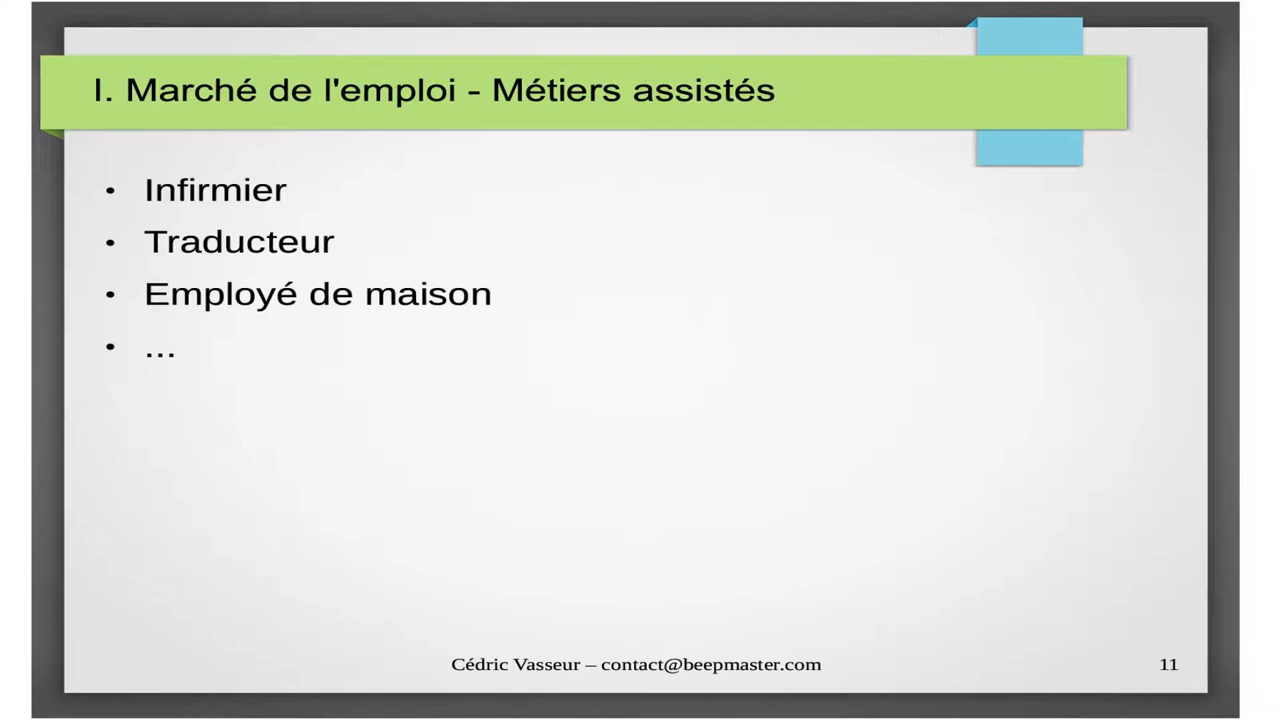 I. Marché de l'emploi - Métiers assistés
• Infirmier
• Traducteur
• Employé de maison
• ...
Cédric Vasseur – contact@beepmaster.com
11